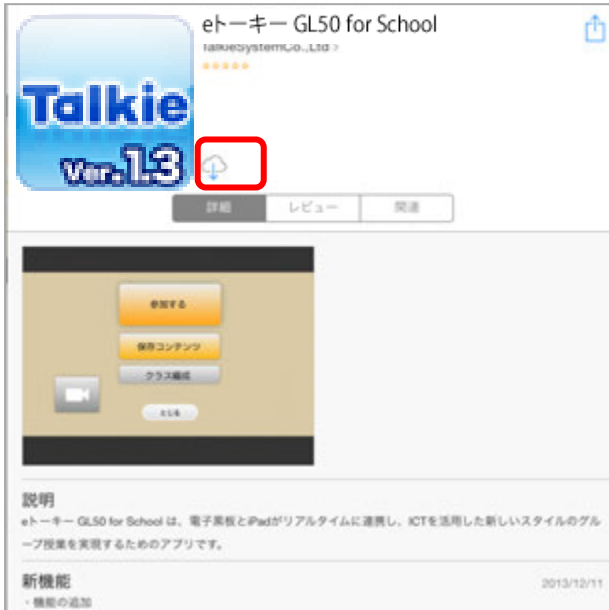 eトーキー GL50 for School
TalkieSystemCo.,Ltd >
Talkie
Ver.1.3
詳細
レビュー
関連
参加する
保存コンテンツ
クラス編成
とじる
説明
eトーキー GL50 for School は、電子黒板とiPadがリアルタイムに連携し、ICTを活用した新しいスタイルのグル
ープ授業を実現するためのアプリです。
新機能
2013/12/11
・機能の追加